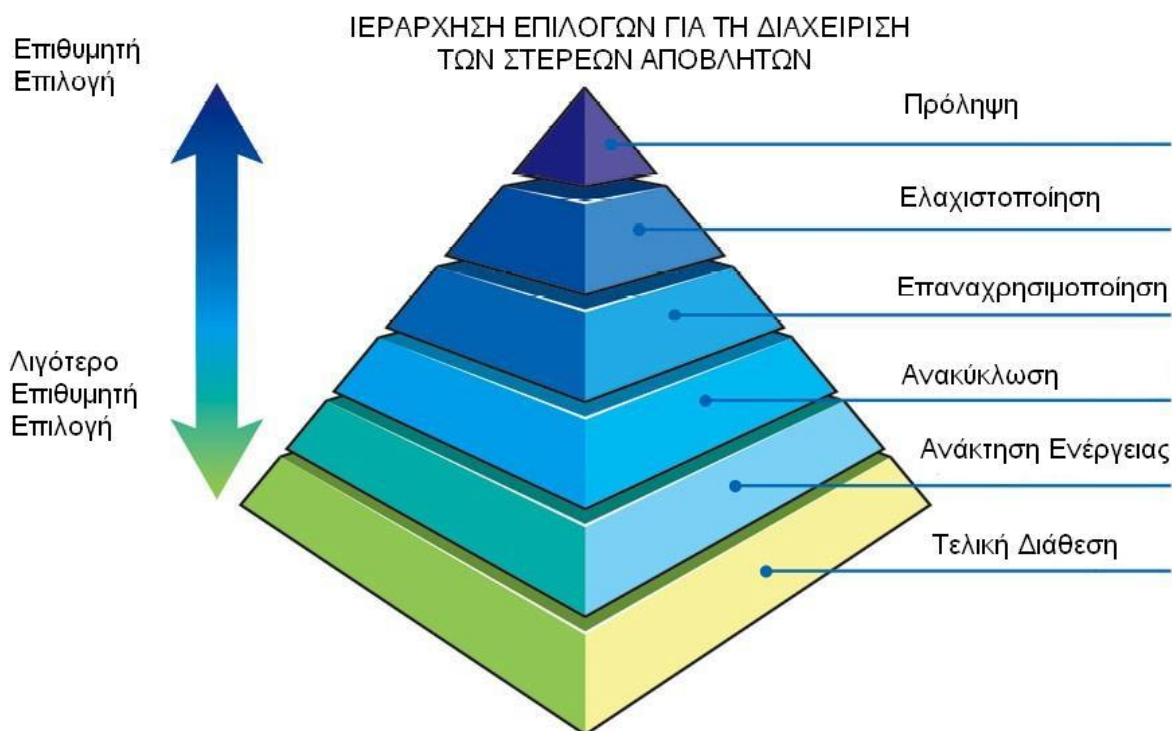 ΙΕΡΑΡΧΗΣΗ ΕΠΙΛΟΓΩΝ ΓΙΑ ΤΗ ΔΙΑΧΕΙΡΙΣΗ
ΤΩΝ ΣΤΕΡΕΩΝ ΑΠΟΒΛΗΤΩΝ
Επιθυμητή
Επιλογή
Πρόληψη
Ελαχιστοποίηση
Επαναχρησιμοποίηση
Λιγότερο
Επιθυμητή
Επιλογή
Ανακύκλωση
Ανάκτηση Ενέργειας
Τελική Διάθεση